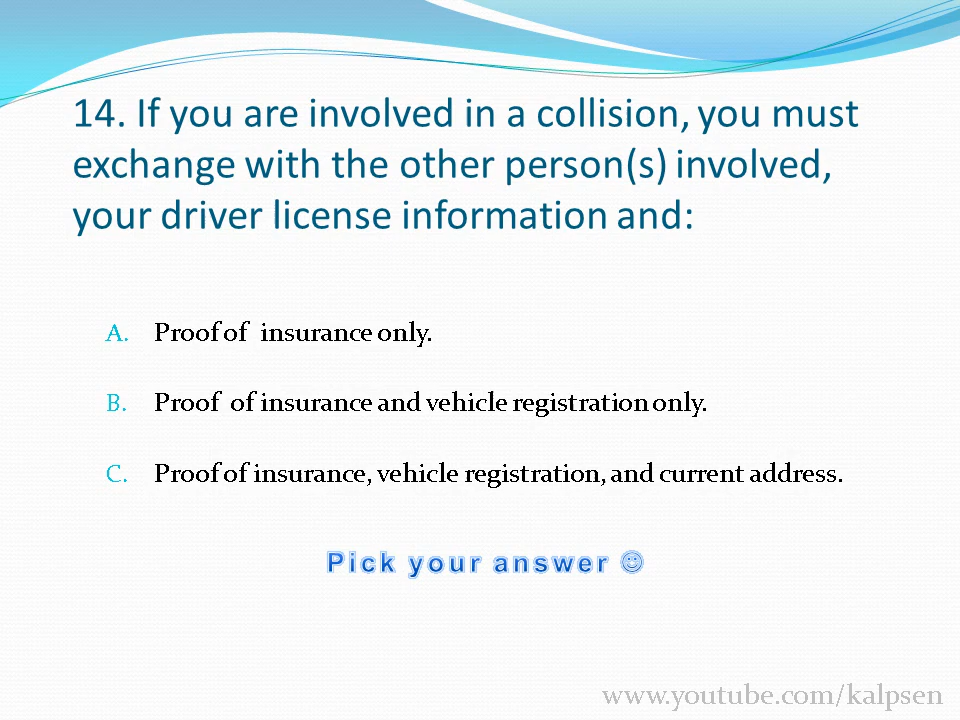 14. If you are involved in a collision, you must
exchange with the other person(s) involved,
your driver license information and:
A. Proof of insurance only.
B. Proof of insurance and vehicle registration only.
C. Proof of insurance, vehicle registration, and current address.
Pick your answer ☺
www.youtube.com/kalpsen